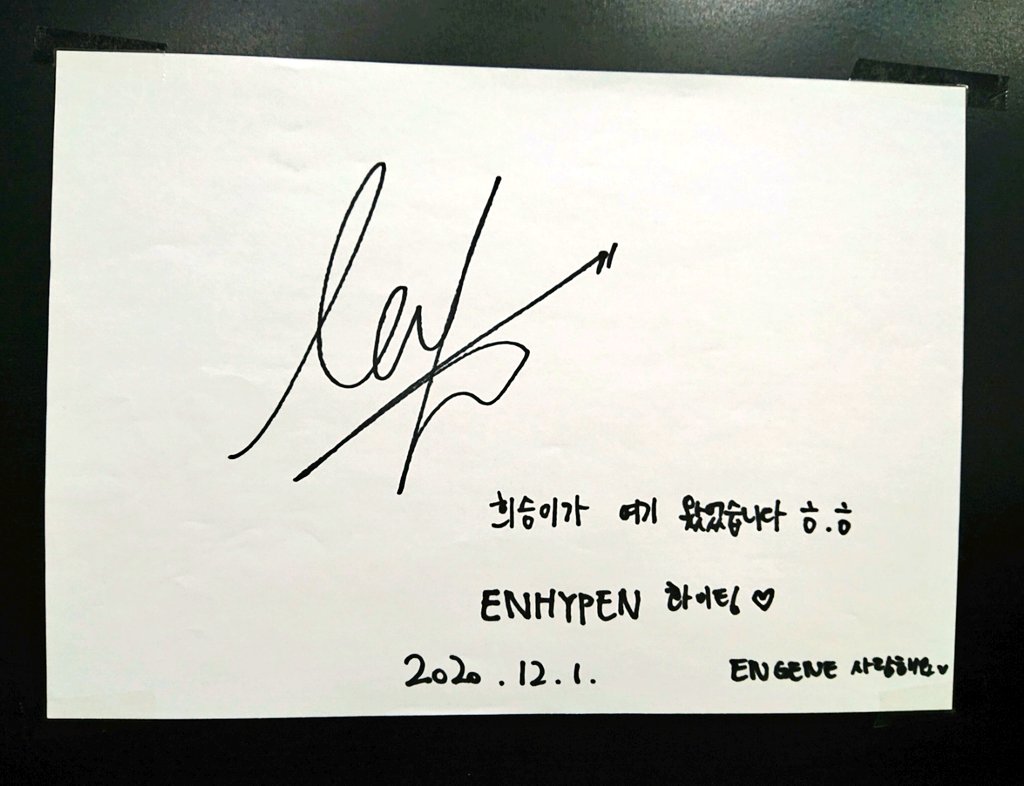 희승이가 여기 왔었습니다 ㅎ.ㅎ
ENHYPEN 화이팅♡
2020.12.1.
ENGENE 사랑해요♡